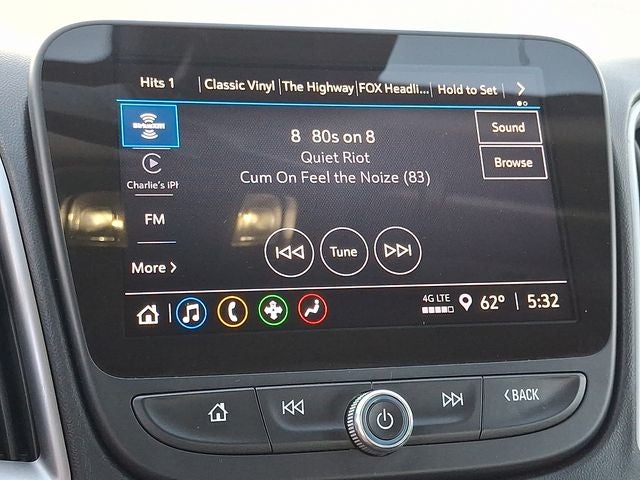 Hits 1 | Classic Vinyl | The Highway | FOX Headli... | Hold to Set |
SiriusXM
8 80s on 8
Sound
Quiet Riot
Browse
Cum On Feel the Noize (83)
Charlie's iPh
FM
Tune
More
4G LTE
62° | 5:32
BACK